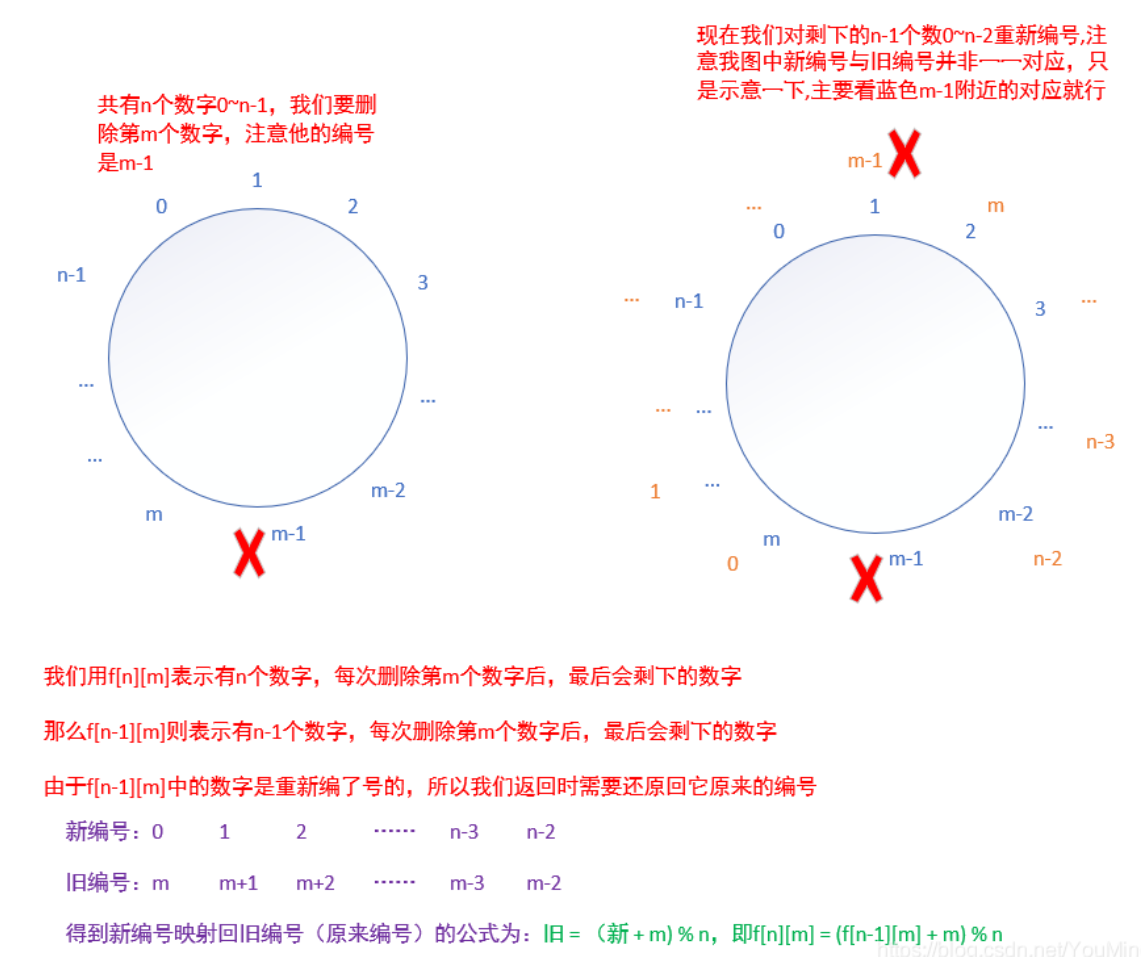 共有n个数字0~n-1，我们要删
除第m个数字，注意他的编号
是m-1
1
0
2
n-1
3
...
...
...
m-2
m
m-1
现在我们对剩下的n-1个数0~n-2重新编号,注
意我图中新编号与旧编号并非一一对应，只
是示意一下,主要看蓝色m-1附近的对应就行
m-1
...
1
m
0
2
...
n-1
3
...
...
...
...
n-3
1
...
m-2
m
m-1
0
n-2
我们用f[n][m]表示有n个数字，每次删除第m个数字后，最后会剩下的数字
那么f[n-1][m]则表示有n-1个数字，每次删除第m个数字后，最后会剩下的数字
由于f[n-1][m]中的数字是重新编了号的，所以我们返回时需要还原回它原来的编号
新编号：0 1 2 …… n-3 n-2
旧编号：m m+1 m+2 …… m-3 m-2
得到新编号映射回旧编号（原来编号）的公式为：旧 = （新 + m) % n，即f[n][m] = (f[n-1][m] + m) % n
https://blog.csdn.net/YouMin